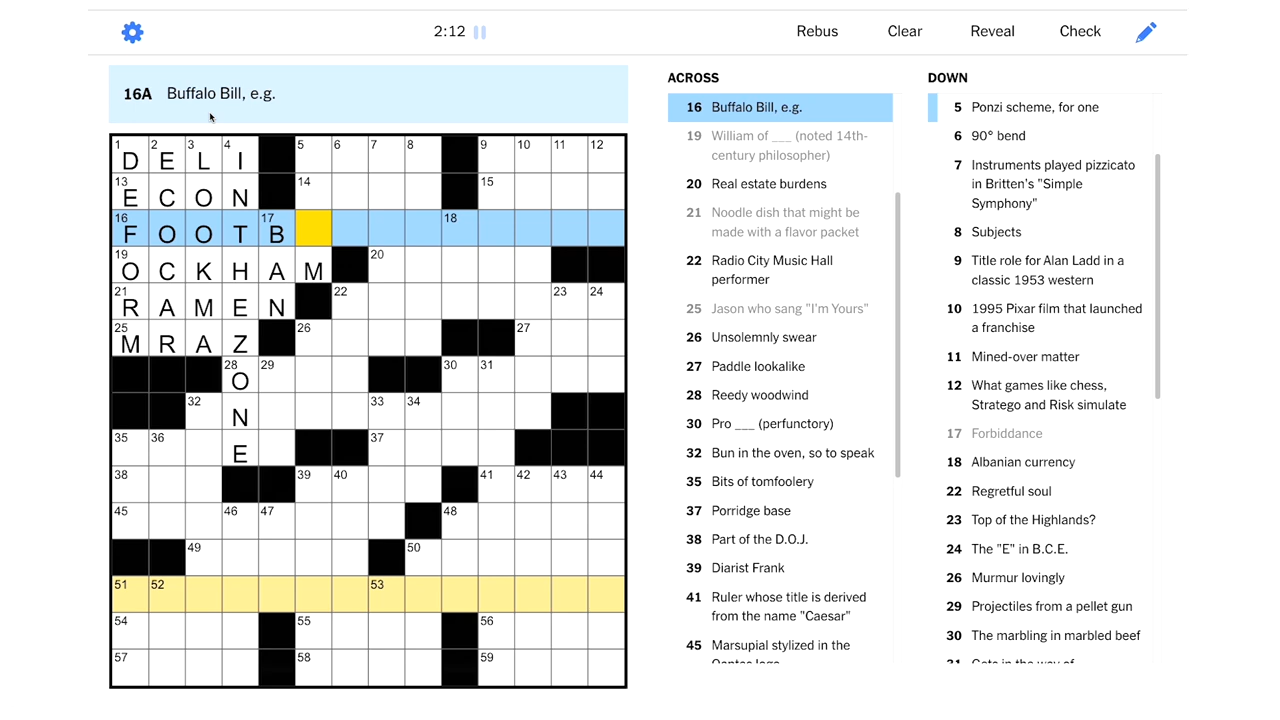 2:12
Rebus
Clear
Reveal
Check
16A Buffalo Bill, e.g.
1 2 3 4 5 6 7 8 9 10 11 12
D E L I
13 14 15
E C O N
16 17 18
F O O T B
19 20
O C K H A M
21 22 23 24
R A M E N
25 26 27
M R A Z
28 29 30 31
O
32 33 34
N
35 36 37
E
38 39 40 41 42 43 44
45 46 47 48
49 50
51 52 53
54 55 56
57 58 59
ACROSS
16 Buffalo Bill, e.g.
19 William of ___ (noted 14th-
century philosopher)
20 Real estate burdens
21 Noodle dish that might be
made with a flavor packet
22 Radio City Music Hall
performer
25 Jason who sang "I'm Yours"
26 Unsolemnly swear
27 Paddle lookalike
28 Reedy woodwind
30 Pro ___ (perfunctory)
32 Bun in the oven, so to speak
35 Bits of tomfoolery
37 Porridge base
38 Part of the D.O.J.
39 Diarist Frank
41 Ruler whose title is derived
from the name "Caesar"
45 Marsupial stylized in the
DOWN
5 Ponzi scheme, for one
6 90° bend
7 Instruments played pizzicato
in Britten's "Simple
Symphony"
8 Subjects
9 Title role for Alan Ladd in a
classic 1953 western
10 1995 Pixar film that launched
a franchise
11 Mined-over matter
12 What games like chess,
Stratego and Risk simulate
17 Forbiddance
18 Albanian currency
22 Regretful soul
23 Top of the Highlands?
24 The "E" in B.C.E.
26 Murmur lovingly
29 Projectiles from a pellet gun
30 The marbling in marbled beef